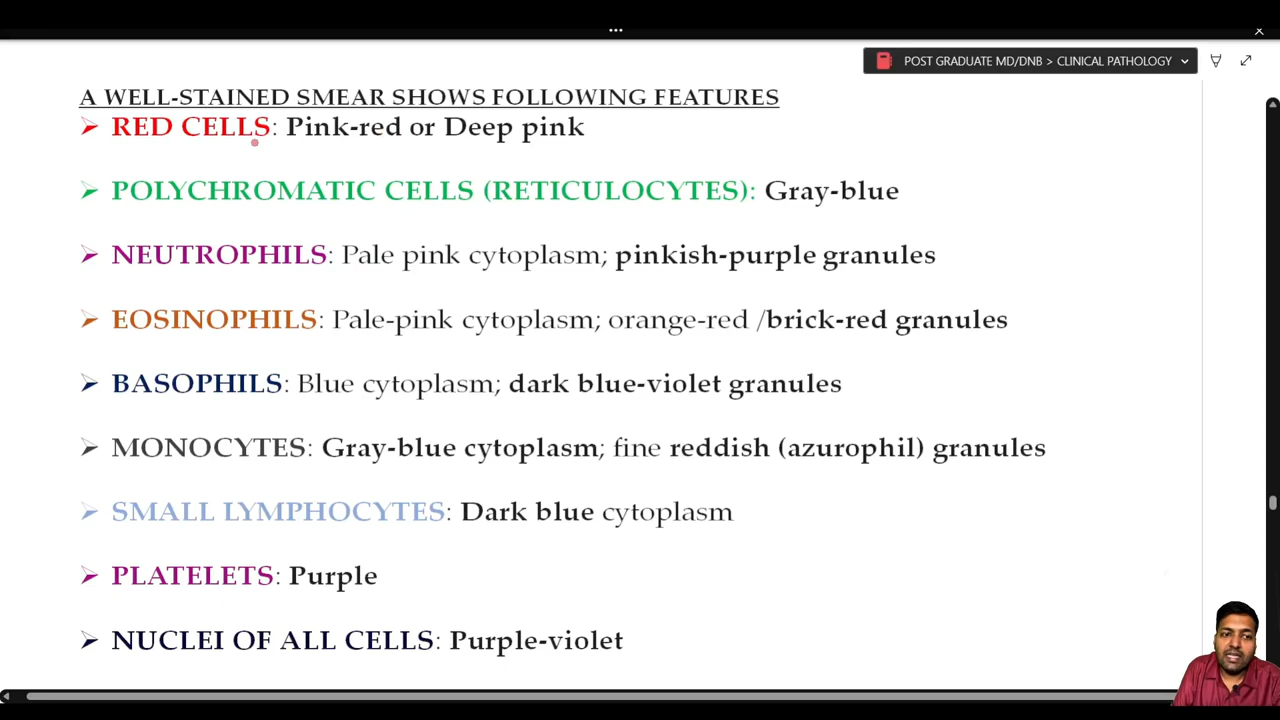 POST GRADUATE MD/DNB > CLINICAL PATHOLOGY
A WELL-STAINED SMEAR SHOWS FOLLOWING FEATURES
RED CELLS: Pink-red or Deep pink
POLYCHROMATIC CELLS (RETICULOCYTES): Gray-blue
NEUTROPHILS: Pale pink cytoplasm; pinkish-purple granules
EOSINOPHILS: Pale-pink cytoplasm; orange-red /brick-red granules
BASOPHILS: Blue cytoplasm; dark blue-violet granules
MONOCYTES: Gray-blue cytoplasm; fine reddish (azurophil) granules
SMALL LYMPHOCYTES: Dark blue cytoplasm
PLATELETS: Purple
NUCLEI OF ALL CELLS: Purple-violet